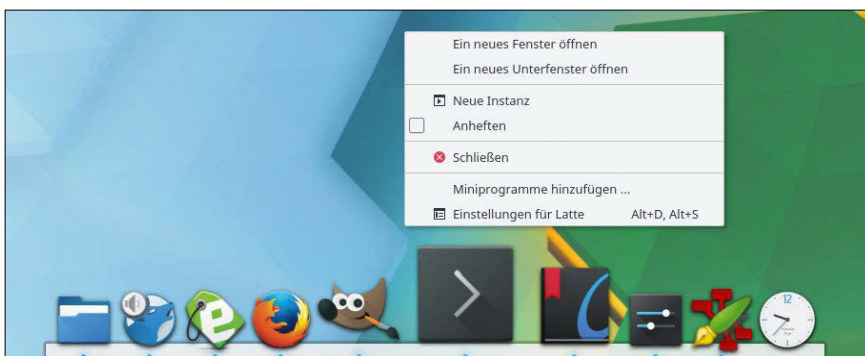 Ein neues Fenster öffnen
Ein neues Unterfenster öffnen
Neue Instanz
Anheften
Schließen
Miniprogramme hinzufügen ...
Einstellungen für Latte Alt+D, Alt+S
12